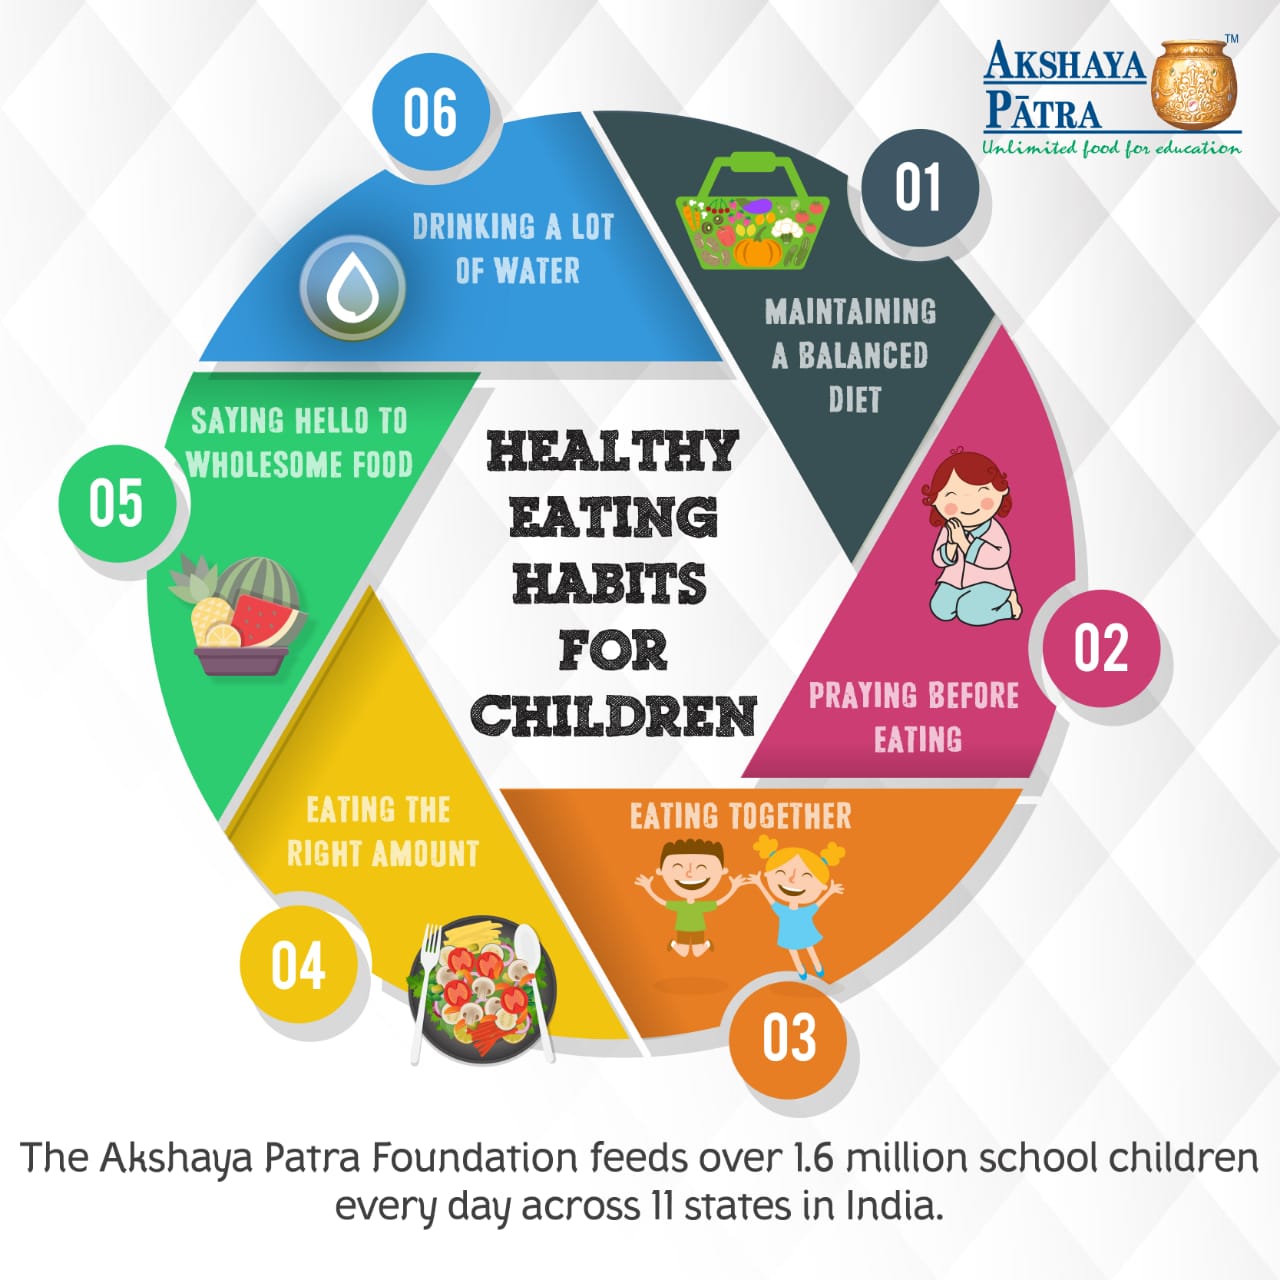 AKSHAYA
PĀTRA
TM
Unlimited food for education
01
MAINTAINING
A BALANCED
DIET
02
PRAYING BEFORE
EATING
03
EATING TOGETHER
04
EATING THE
RIGHT AMOUNT
05
SAYING HELLO TO
WHOLESOME FOOD
06
DRINKING A LOT
OF WATER
HEALTHY
EATING
HABITS
FOR
CHILDREN
The Akshaya Patra Foundation feeds over 1.6 million school children
every day across 11 states in India.